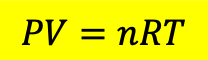 PV = nRT